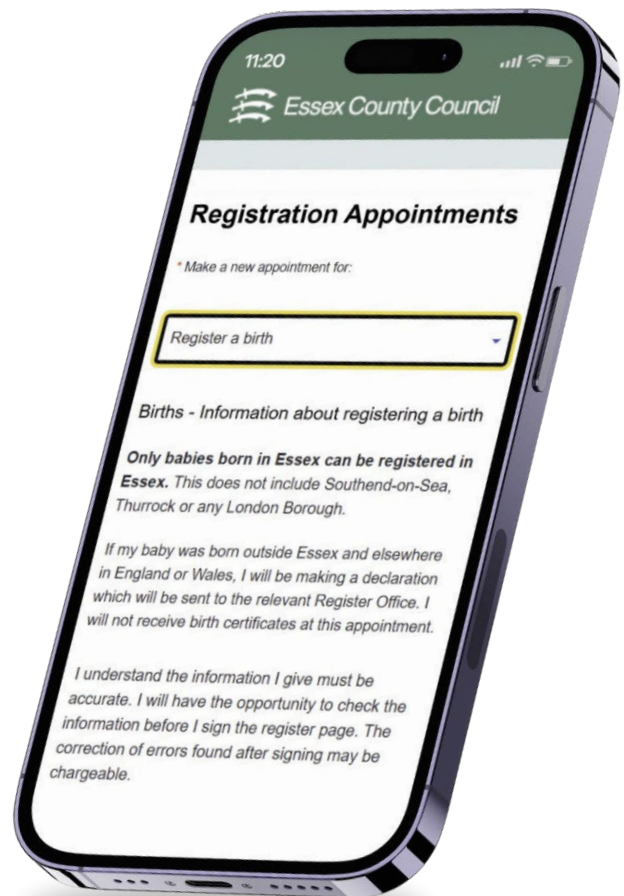 11:20
Essex County Council
Registration Appointments
* Make a new appointment for:
Register a birth
Births - Information about registering a birth
Only babies born in Essex can be registered in
Essex. This does not include Southend-on-Sea,
Thurrock or any London Borough.
If my baby was born outside Essex and elsewhere
in England or Wales, I will be making a declaration
which will be sent to the relevant Register Office. I
will not receive birth certificates at this appointment.
I understand the information I give must be
accurate. I will have the opportunity to check the
information before I sign the register page. The
correction of errors found after signing may be
chargeable.